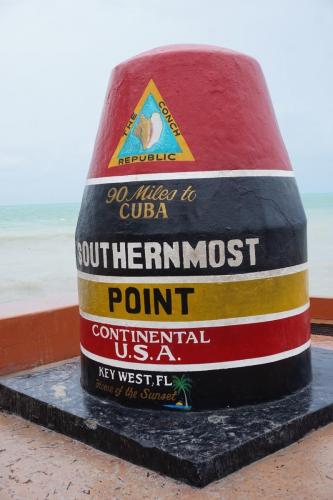 THE CONCH
REPUBLIC
90 Miles to
CUBA
SOUTHERNMOST
POINT
CONTINENTAL
U.S.A.
KEY WEST, FL
Home of the Sunset